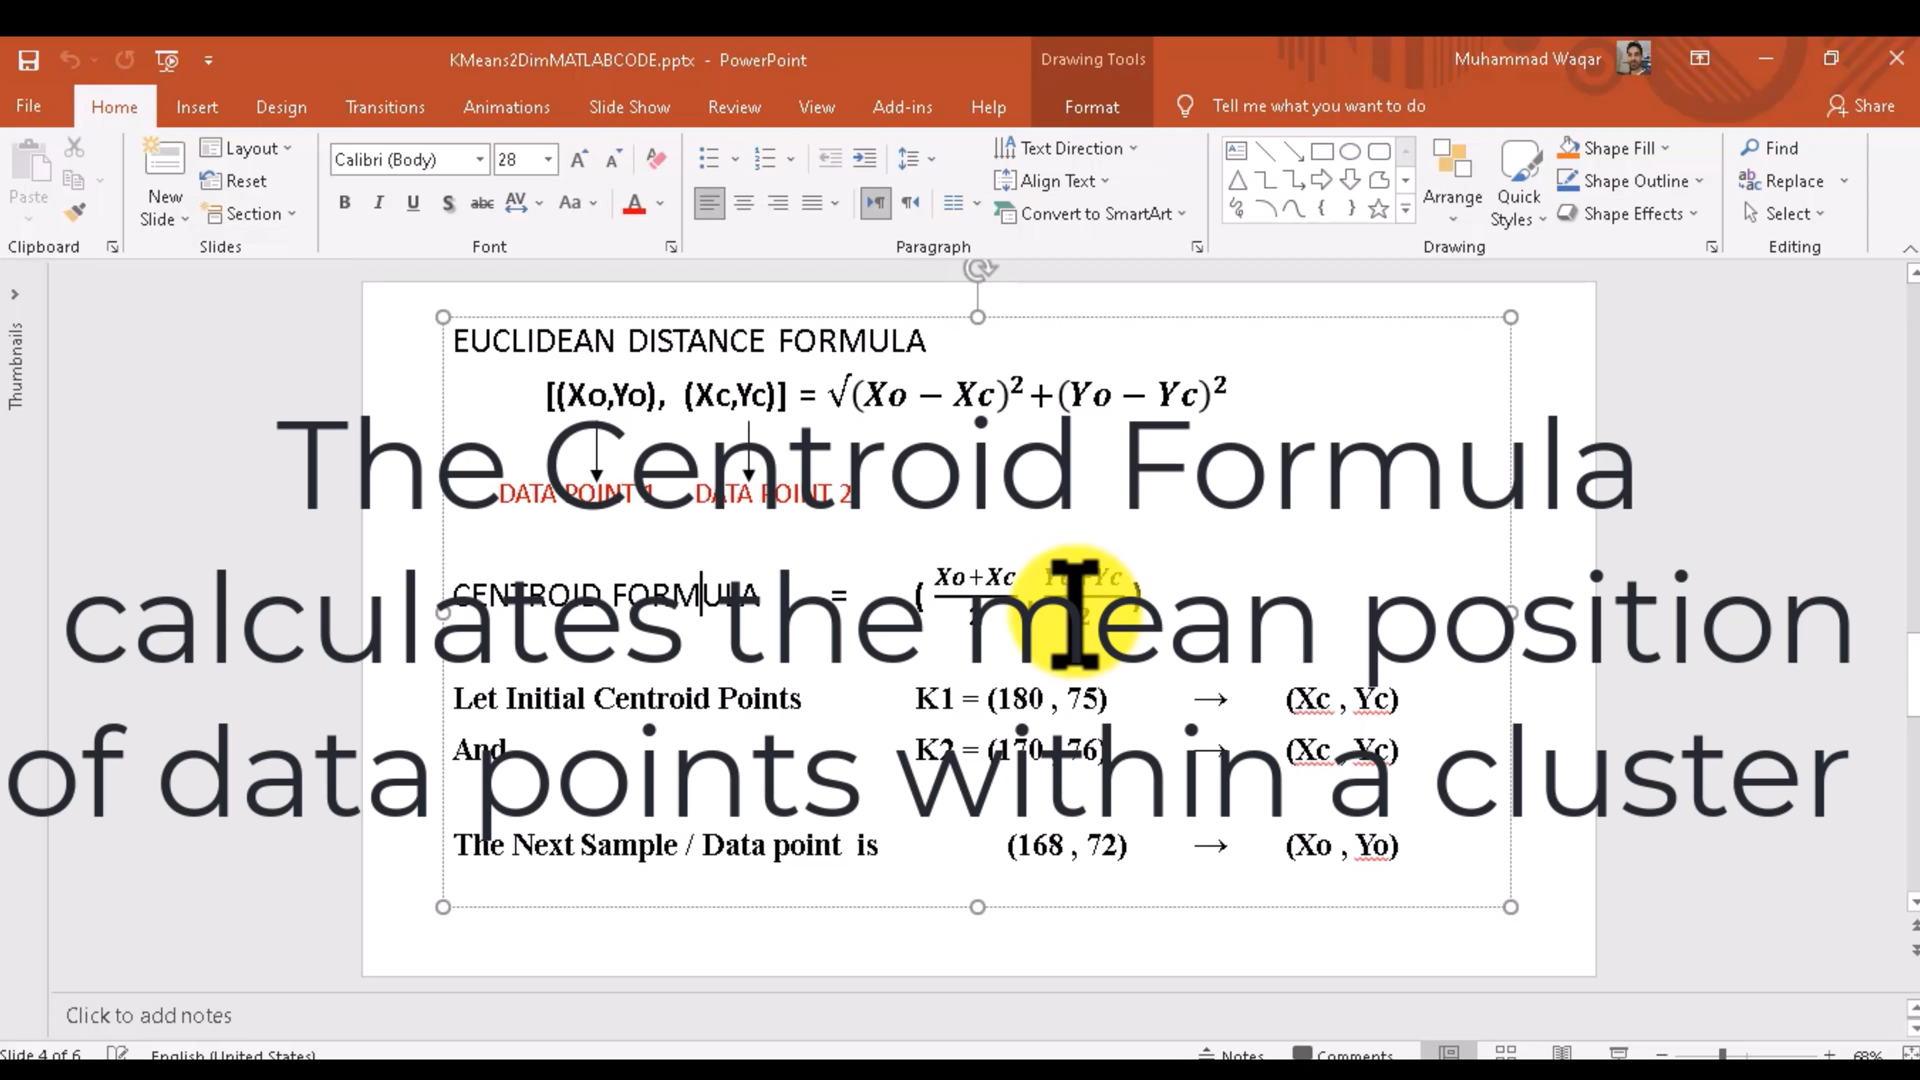 KMeans2DimMATLABCODE.pptx - PowerPoint
Drawing Tools
Muhammad Waqar
File Home Insert Design Transitions Animations Slide Show Review View Add-ins Help Format Tell me what you want to do Share
Paste
Clipboard
New Slide
Layout
Reset
Section
Slides
Calibri (Body) 28
B I U S abc AV Aa A
Font
Text Direction
Align Text
Convert to SmartArt
Paragraph
Arrange
Quick Styles
Shape Fill
Shape Outline
Shape Effects
Drawing
Find
Replace
Select
Editing
Thumbnails
EUCLIDEAN DISTANCE FORMULA
[(Xo,Yo), (Xc,Yc)] = √(Xo − Xc)²+(Yo − Yc)²
DATA POINT 1 DATA POINT 2
The Centroid Formula
calculates the mean position
of data points within a cluster
CENTROID FORMULA = ( Xo+Xc
Let Initial Centroid Points K1 = (180 , 75) → (Xc , Yc)
And K2 = (170 , 76) → (Xc , Yc)
The Next Sample / Data point is (168 , 72) → (Xo , Yo)
Click to add notes
Slide 4 of 6 English (United States) Notes Comments 68%